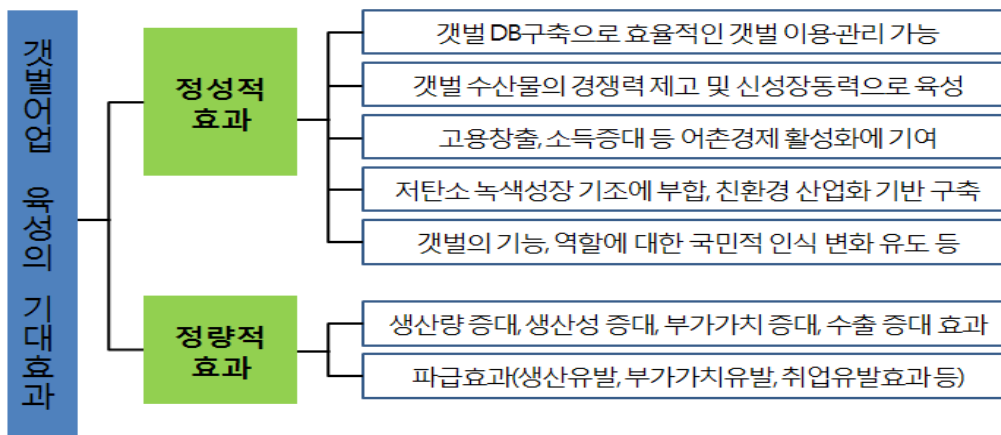 갯벌어업 육성의 기대효과
정성적
효과
갯벌 DB구축으로 효율적인 갯벌 이용·관리 가능
갯벌 수산물의 경쟁력 제고 및 신성장동력으로 육성
고용창출, 소득증대 등 어촌경제 활성화에 기여
저탄소 녹색성장 기조에 부합, 친환경 산업화 기반 구축
갯벌의 기능, 역할에 대한 국민적 인식 변화 유도 등
정량적
효과
생산량 증대, 생산성 증대, 부가가치 증대, 수출 증대 효과
파급효과(생산유발, 부가가치유발, 취업유발효과 등)